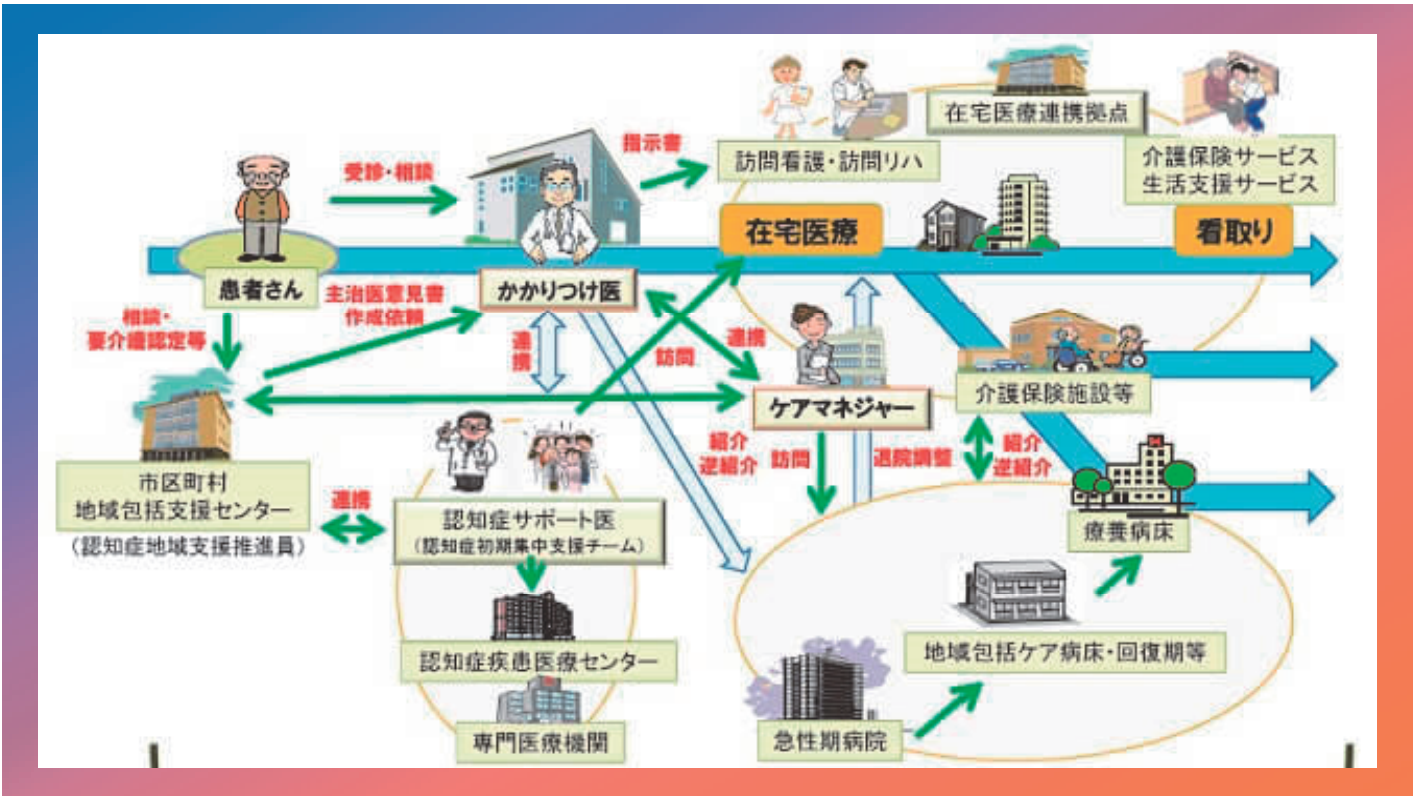 在宅医療連携拠点
指示書
訪問看護・訪問リハ
介護保険サービス
生活支援サービス
受診・相談
在宅医療
看取り
患者さん
かかりつけ医
主治医意見書
作成依頼
相談・
要介護認定等
連携
訪問
連携
ケアマネジャー
介護保険施設等
市区町村
地域包括支援センター
(認知症地域支援推進員)
連携
認知症サポート医
(認知症初期集中支援チーム)
紹介
逆紹介
訪問
退院調整
紹介
逆紹介
療養病床
認知症疾患医療センター
地域包括ケア病床・回復期等
専門医療機関
急性期病院